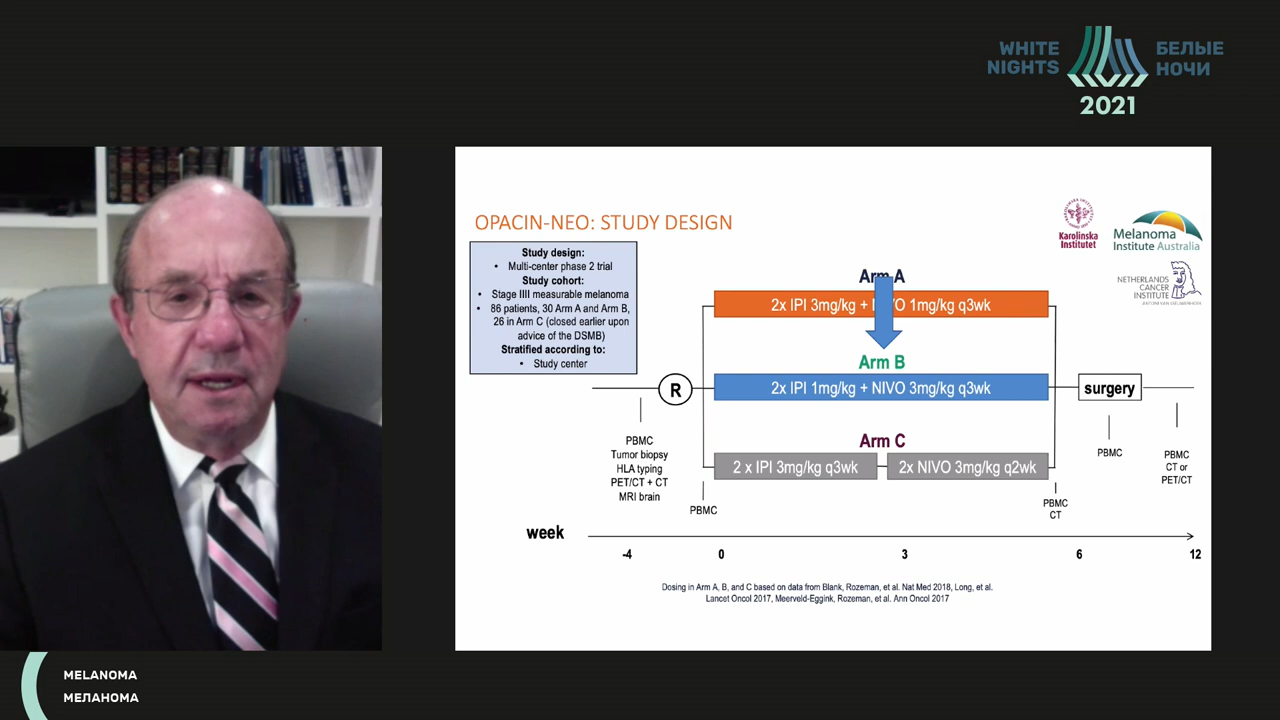 WHITE
NIGHTS
БЕЛЫЕ
НОЧИ
2021
OPACIN-NEO: STUDY DESIGN
Karolinska
Institutet
Melanoma
Institute Australia
NETHERLANDS
CANCER
INSTITUTE
ANTONI VAN LEEUWENHOEK
Study design:
• Multi-center phase 2 trial
Study cohort:
• Stage IIII measurable melanoma
• 86 patients, 30 Arm A and Arm B,
26 in Arm C (closed earlier upon
advice of the DSMB)
Stratified according to:
• Study center
Arm A
2x IPI 3mg/kg + NIVO 1mg/kg q3wk
Arm B
2x IPI 1mg/kg + NIVO 3mg/kg q3wk
Arm C
2 x IPI 3mg/kg q3wk
2x NIVO 3mg/kg q2wk
R
surgery
PBMC
Tumor biopsy
HLA typing
PET/CT + CT
MRI brain
PBMC
PBMC
CT
PBMC
PBMC
CT or
PET/CT
week
-4 0 3 6 12
Dosing in Arm A, B, and C based on data from Blank, Rozeman, et al. Nat Med 2018, Long, et al.
Lancet Oncol 2017, Meerveld-Eggink, Rozeman, et al. Ann Oncol 2017
MELANOMA
МЕЛАНОМА